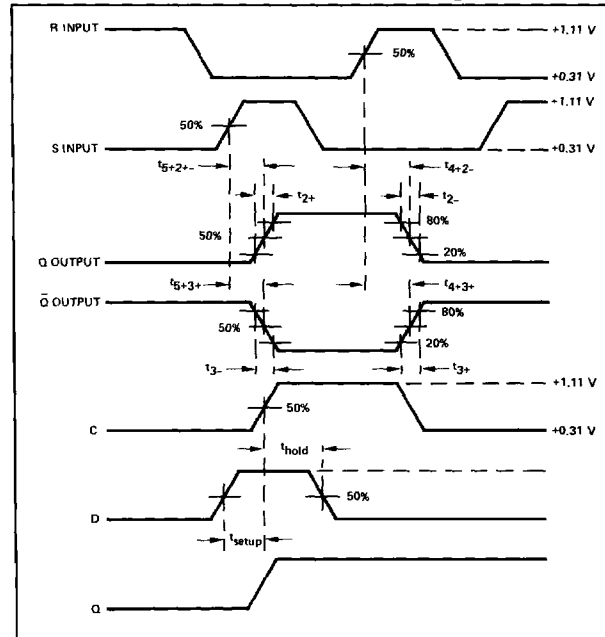 R INPUT
+1.11 V
50%
+0.31 V
+1.11 V
50%
S INPUT
+0.31 V
t5+2+-
t4+2-
t2+
t2-
80%
50%
20%
Q OUTPUT
t5+3+
t4+3+
Q̅ OUTPUT
80%
50%
20%
t3-
t3+
+1.11 V
50%
C
+0.31 V
thold
50%
D
tsetup
Q